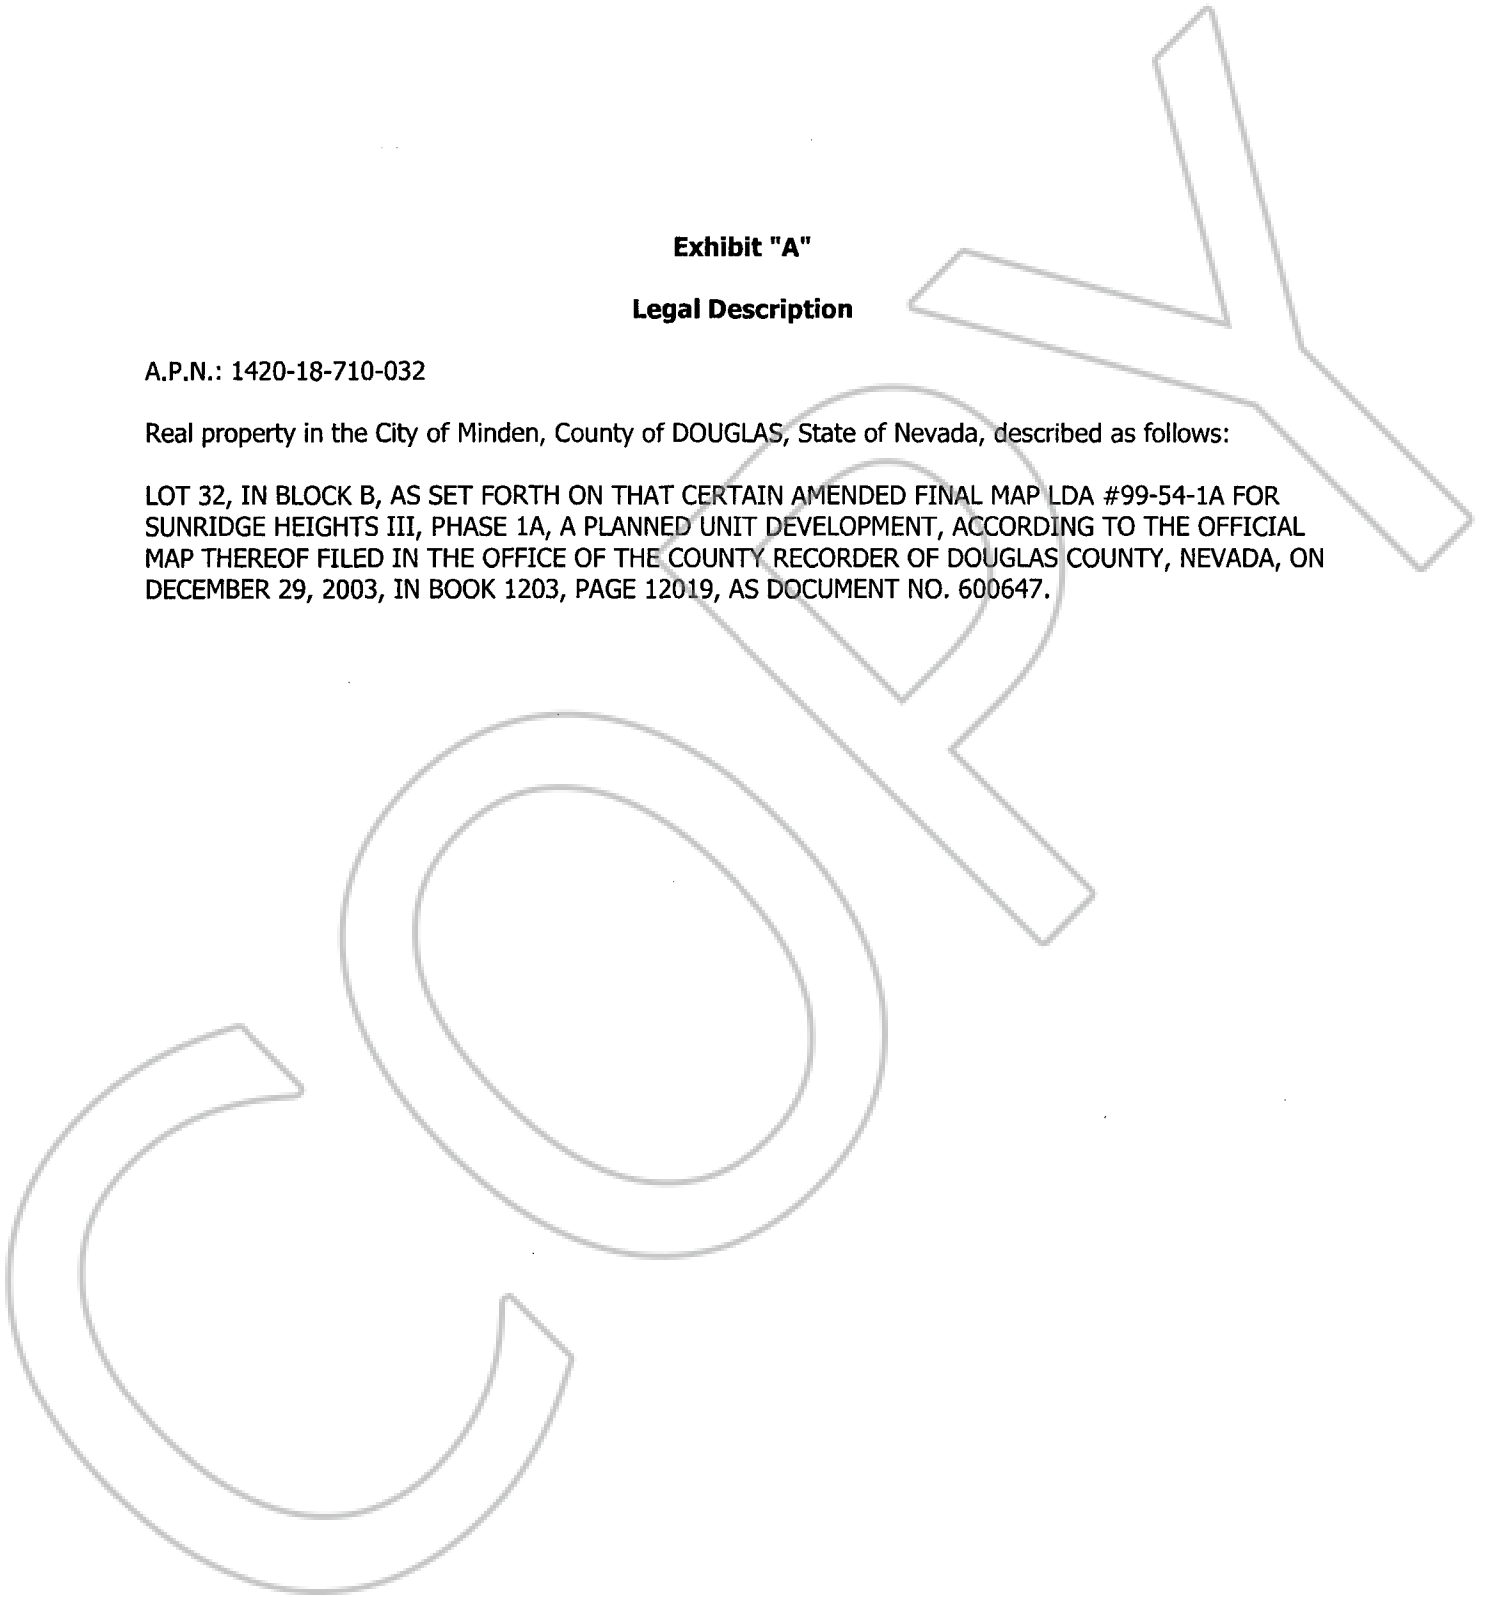 Exhibit "A"
Legal Description
A.P.N.: 1420-18-710-032
Real property in the City of Minden, County of DOUGLAS, State of Nevada, described as follows:
LOT 32, IN BLOCK B, AS SET FORTH ON THAT CERTAIN AMENDED FINAL MAP LDA #99-54-1A FOR
SUNRIDGE HEIGHTS III, PHASE 1A, A PLANNED UNIT DEVELOPMENT, ACCORDING TO THE OFFICIAL
MAP THEREOF FILED IN THE OFFICE OF THE COUNTY RECORDER OF DOUGLAS COUNTY, NEVADA, ON
DECEMBER 29, 2003, IN BOOK 1203, PAGE 12019, AS DOCUMENT NO. 600647.
COPY